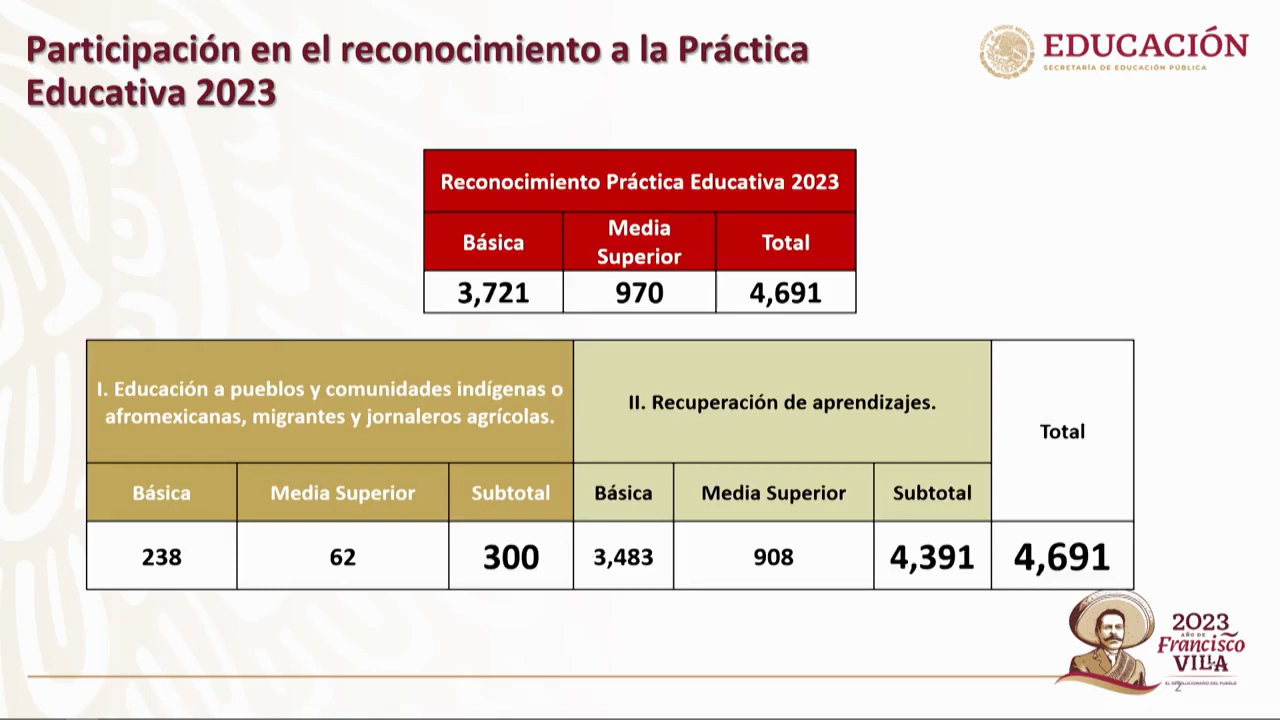 Participación en el reconocimiento a la Práctica
Educativa 2023
EDUCACIÓN
SECRETARÍA DE EDUCACIÓN PÚBLICA
Reconocimiento Práctica Educativa 2023
Básica
Media
Superior
Total
3,721
970
4,691
I. Educación a pueblos y comunidades indígenas o
afromexicanas, migrantes y jornaleros agrícolas.
II. Recuperación de aprendizajes.
Total
Básica
Media Superior
Subtotal
Básica
Media Superior
Subtotal
238
62
300
3,483
908
4,391
4,691
2023
AÑO DE
Francisco
VILLA
EL REVOLUCIONARIO DEL PUEBLO
2